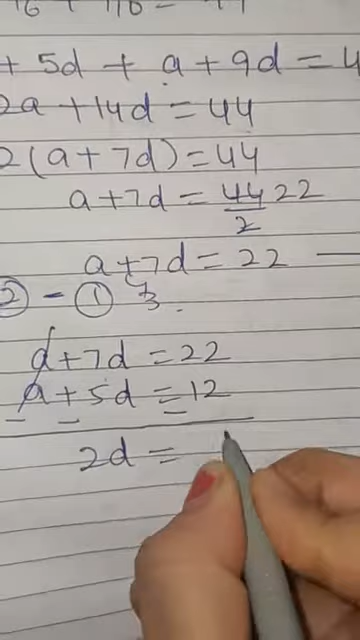 + 5d + a + 9d = 4
2a + 14d = 44
2(a + 7d) = 44
a + 7d = 44/2 22
a + 7d = 22 —
② - ①
a + 7d = 22
a + 5d = 12
- - =
2d =